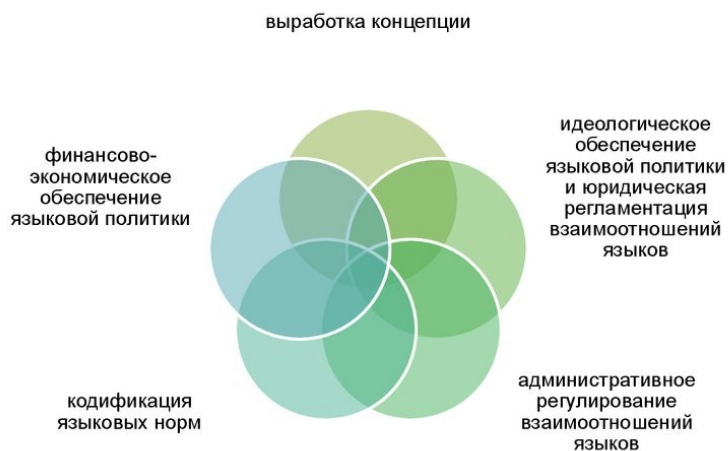 выработка концепции
идеологическое
обеспечение
языковой политики
и юридическая
регламентация
взаимоотношений
языков
административное
регулирование
взаимоотношений
языков
кодификация
языковых норм
финансово-
экономическое
обеспечение
языковой политики